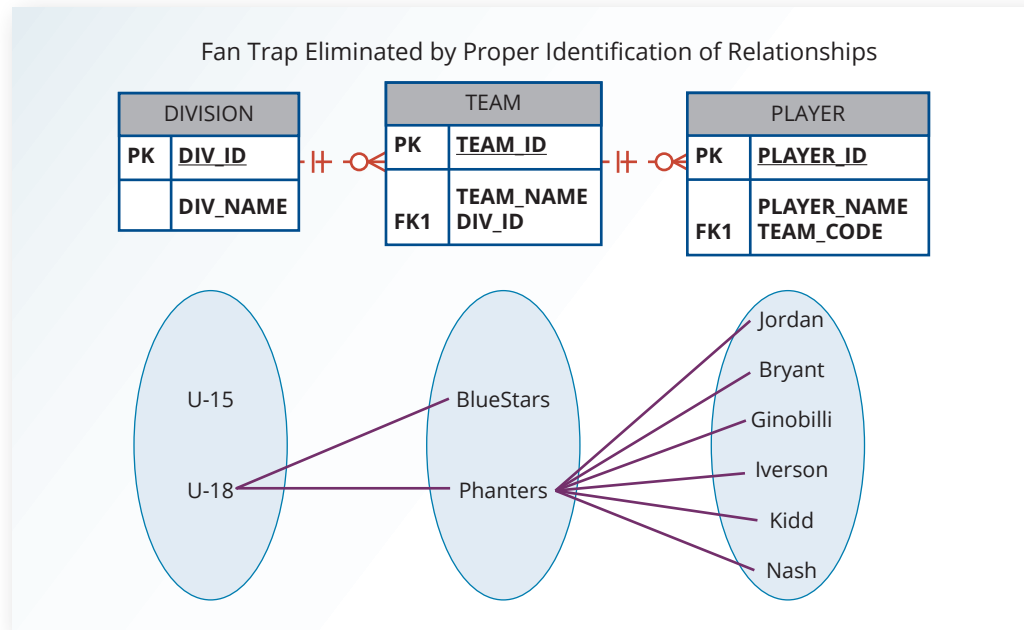 Fan Trap Eliminated by Proper Identification of Relationships
DIVISION
PK DIV_ID
DIV_NAME
TEAM
PK TEAM_ID
TEAM_NAME
FK1 DIV_ID
PLAYER
PK PLAYER_ID
PLAYER_NAME
FK1 TEAM_CODE
U-15
U-18
BlueStars
Phanters
Jordan
Bryant
Ginobilli
Iverson
Kidd
Nash